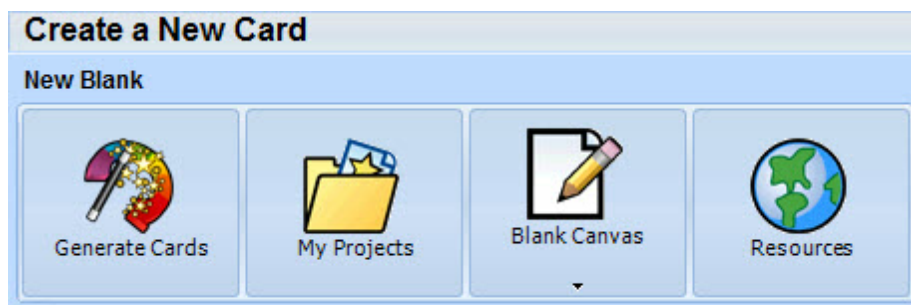 Create a New Card
New Blank
Generate Cards
My Projects
Blank Canvas
Resources